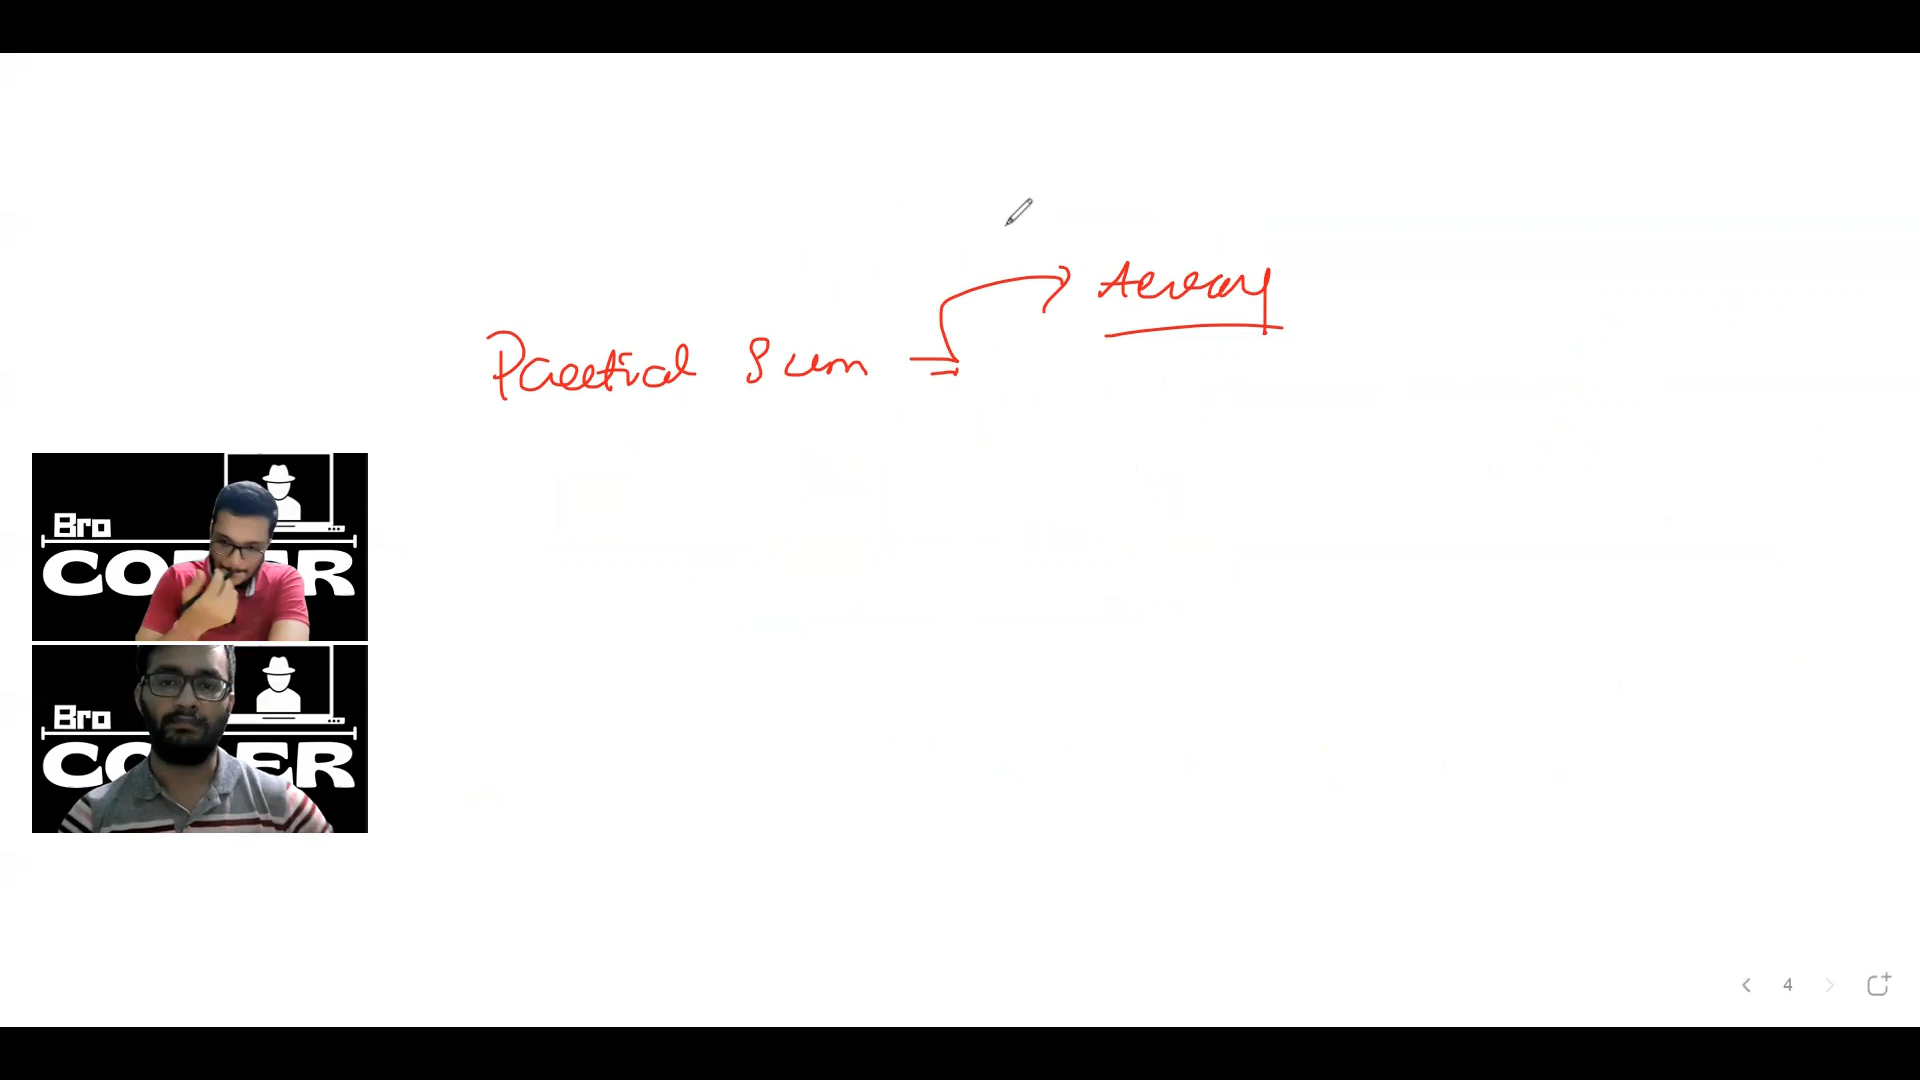 Array
Partial Sum =
Bro
CODER
Bro
CODER
4